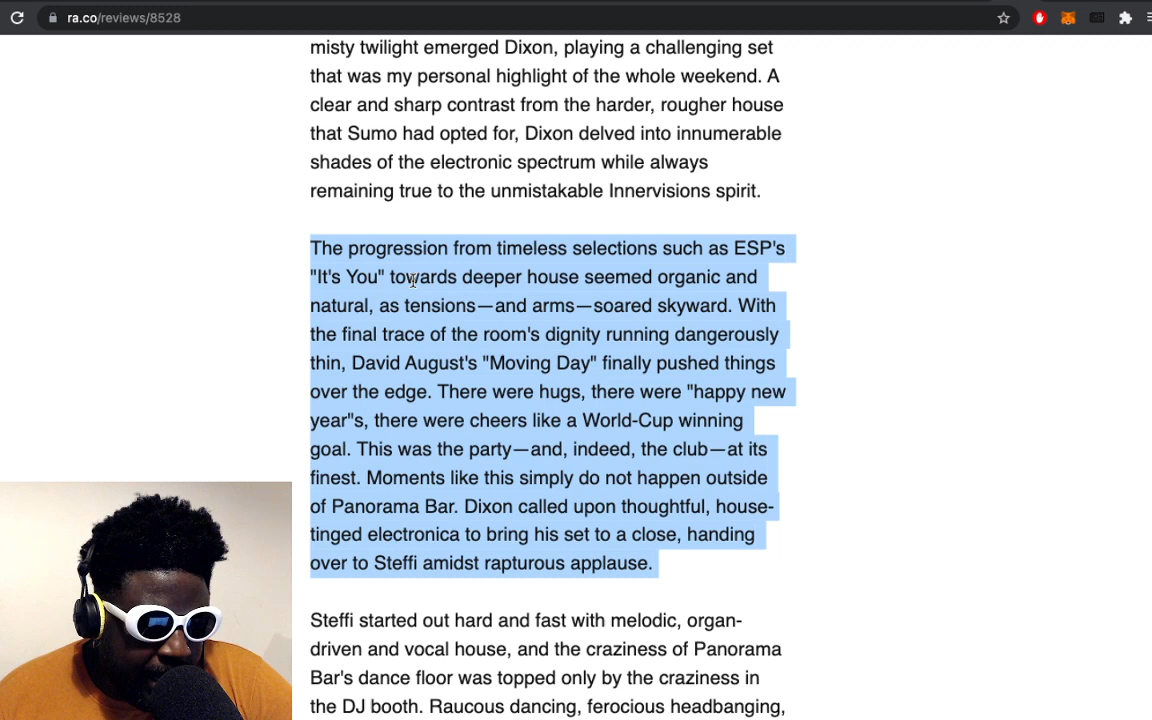 ra.co/reviews/8528
misty twilight emerged Dixon, playing a challenging set
that was my personal highlight of the whole weekend. A
clear and sharp contrast from the harder, rougher house
that Sumo had opted for, Dixon delved into innumerable
shades of the electronic spectrum while always
remaining true to the unmistakable Innervisions spirit.
The progression from timeless selections such as ESP's
"It's You" towards deeper house seemed organic and
natural, as tensions—and arms—soared skyward. With
the final trace of the room's dignity running dangerously
thin, David August's "Moving Day" finally pushed things
over the edge. There were hugs, there were "happy new
year"s, there were cheers like a World-Cup winning
goal. This was the party—and, indeed, the club—at its
finest. Moments like this simply do not happen outside
of Panorama Bar. Dixon called upon thoughtful, house-
tinged electronica to bring his set to a close, handing
over to Steffi amidst rapturous applause.
Steffi started out hard and fast with melodic, organ-
driven and vocal house, and the craziness of Panorama
Bar's dance floor was topped only by the craziness in
the DJ booth. Raucous dancing, ferocious headbanging,